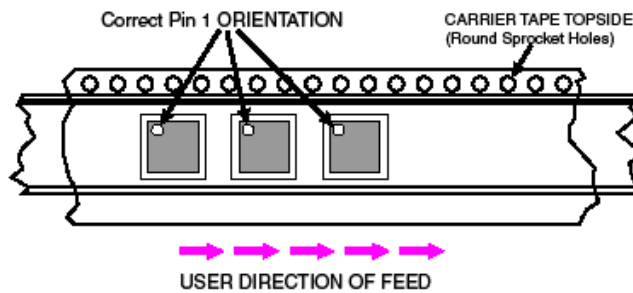 Correct Pin 1 ORIENTATION
CARRIER TAPE TOPSIDE
(Round Sprocket Holes)
USER DIRECTION OF FEED